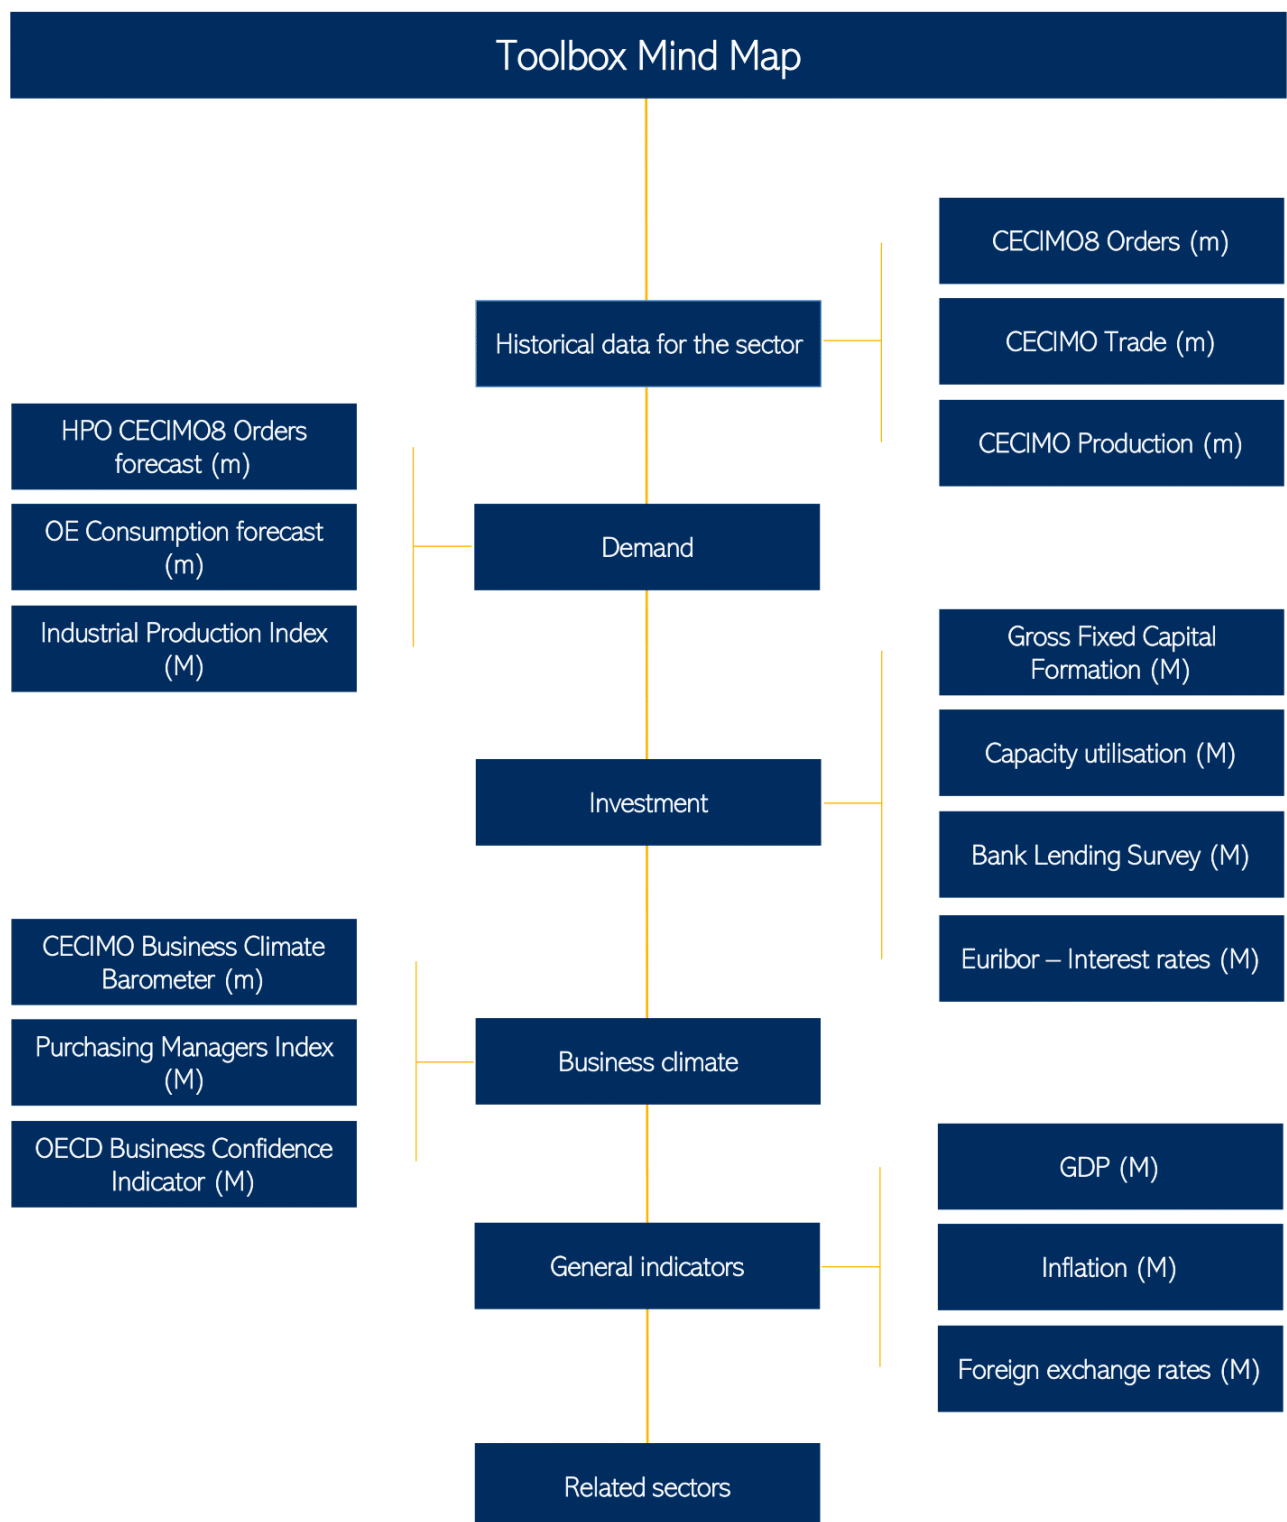 Toolbox Mind Map
CECIMO8 Orders (m)
Historical data for the sector
CECIMO Trade (m)
CECIMO Production (m)
HPO CECIMO8 Orders
forecast (m)
OE Consumption forecast
(m)
Industrial Production Index
(M)
Demand
Gross Fixed Capital
Formation (M)
Capacity utilisation (M)
Investment
Bank Lending Survey (M)
Euribor – Interest rates (M)
CECIMO Business Climate
Barometer (m)
Purchasing Managers Index
(M)
OECD Business Confidence
Indicator (M)
Business climate
GDP (M)
General indicators
Inflation (M)
Foreign exchange rates (M)
Related sectors